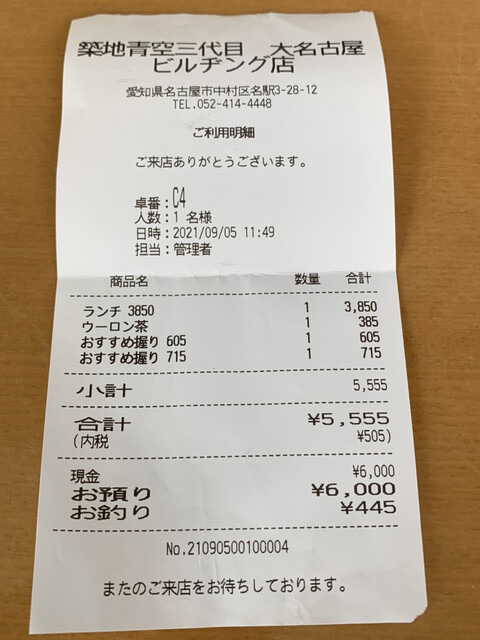 築地青空三代目 大名古屋
ビルヂング店
愛知県名古屋市中村区名駅3-28-12
TEL.052-414-4448
ご利用明細
ご来店ありがとうございます。
卓番:C4
人数:1 名様
日時:2021/09/05 11:49
担当:管理者
商品名 数量 合計
ランチ 3850 1 3,850
ウーロン茶 1 385
おすすめ握り 605 1 605
おすすめ握り 715 1 715
小計 5,555
合計 ¥5,555
(内税 ¥505)
現金 ¥6,000
お預り ¥6,000
お釣り ¥445
No.21090500100004
またのご来店をお待ちしております。